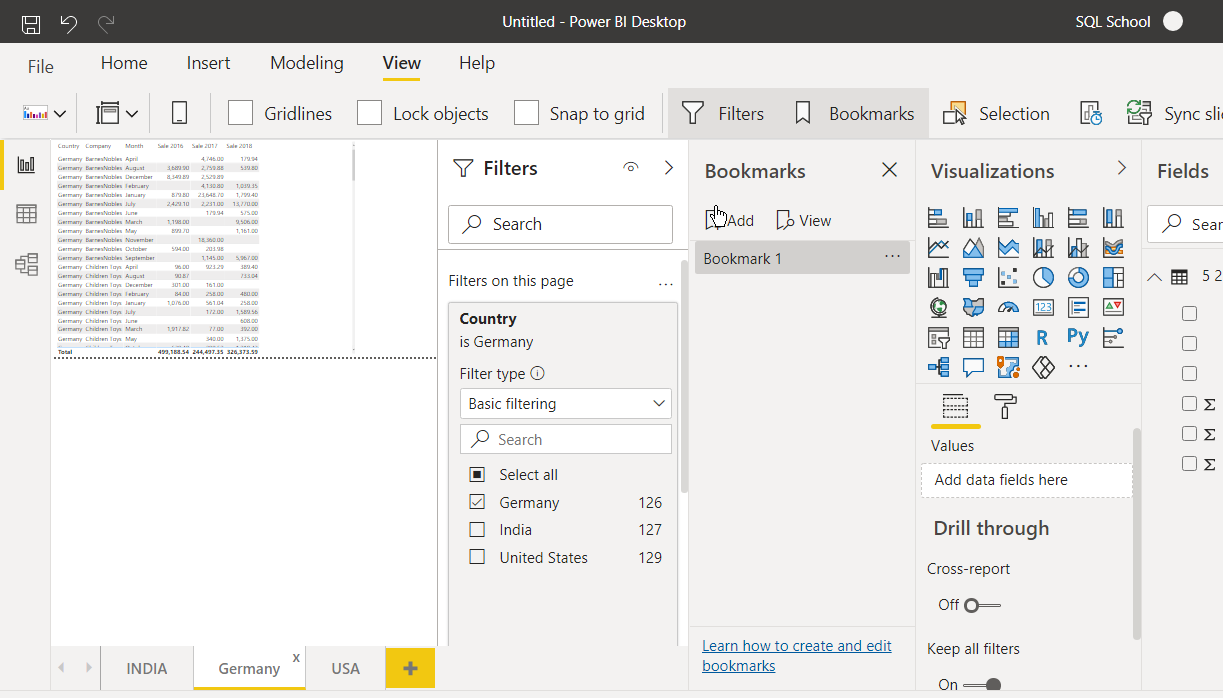 Untitled - Power BI Desktop
SQL School
File
Home
Insert
Modeling
View
Help
Gridlines
Lock objects
Snap to grid
Filters
Bookmarks
Selection
Sync slic
Country Company Month Sale 2016 Sale 2017 Sale 2018
Germany BarnesNobles April 4,746.00 179.94
Germany BarnesNobles August 3,689.90 2,759.88 539.80
Germany BarnesNobles December 8,349.89 2,529.89
Germany BarnesNobles February 4,130.80 1,039.35
Germany BarnesNobles January 879.80 23,648.70 1,799.40
Germany BarnesNobles July 2,429.10 2,231.00 13,770.00
Germany BarnesNobles June 179.94 575.00
Germany BarnesNobles March 1,198.00 9,506.00
Germany BarnesNobles May 899.70 1,161.00
Germany BarnesNobles November 18,360.00
Germany BarnesNobles October 594.00 203.98
Germany BarnesNobles September 1,145.00 5,967.00
Germany Children Toys April 96.00 923.29 389.40
Germany Children Toys August 90.87 733.04
Germany Children Toys December 301.00 161.00
Germany Children Toys February 84.00 258.00 480.00
Germany Children Toys January 1,076.00 561.04 258.00
Germany Children Toys July 172.00 1,589.56
Germany Children Toys June 608.00
Germany Children Toys March 1,917.82 77.00 392.00
Germany Children Toys May 340.00 1,375.00
Total 499,188.54 244,497.35 326,373.59
Filters
Search
Filters on this page
...
Country
is Germany
Filter type
Basic filtering
Search
Select all
Germany 126
India 127
United States 129
Bookmarks
Add
View
Bookmark 1
...
Learn how to create and edit
bookmarks
Visualizations
123
R
Py
...
Values
Add data fields here
Drill through
Cross-report
Off
Keep all filters
On
Fields
Sear
5 2
Σ
Σ
Σ
INDIA
Germany
x
USA
+